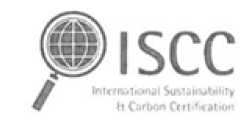 ISCC
International Sustainability
& Carbon Certification